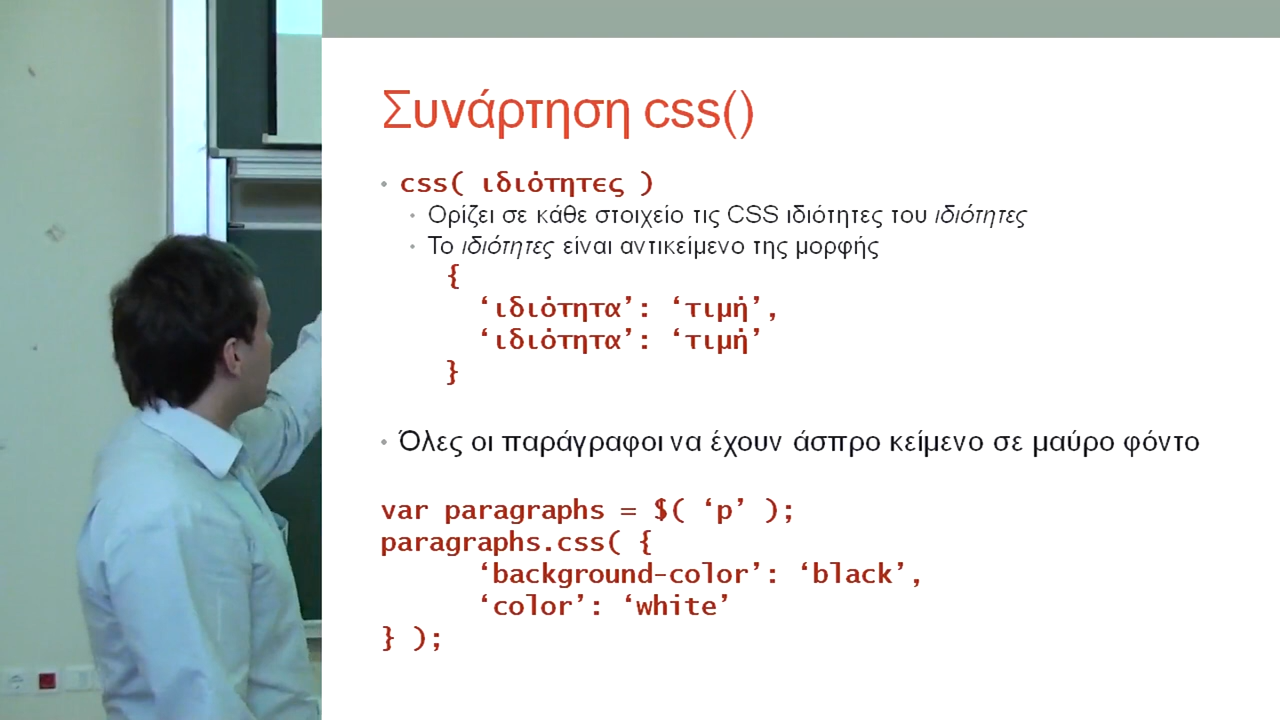 Συνάρτηση css()
• css( ιδιότητες )
• Ορίζει σε κάθε στοιχείο τις CSS ιδιότητες του ιδιότητες
• Το ιδιότητες είναι αντικείμενο της μορφής
{
‘ιδιότητα’: ‘τιμή’,
‘ιδιότητα’: ‘τιμή’
}
• Όλες οι παράγραφοι να έχουν άσπρο κείμενο σε μαύρο φόντο
var paragraphs = $( ‘p’ );
paragraphs.css( {
‘background-color’: ‘black’,
‘color’: ‘white’
} );